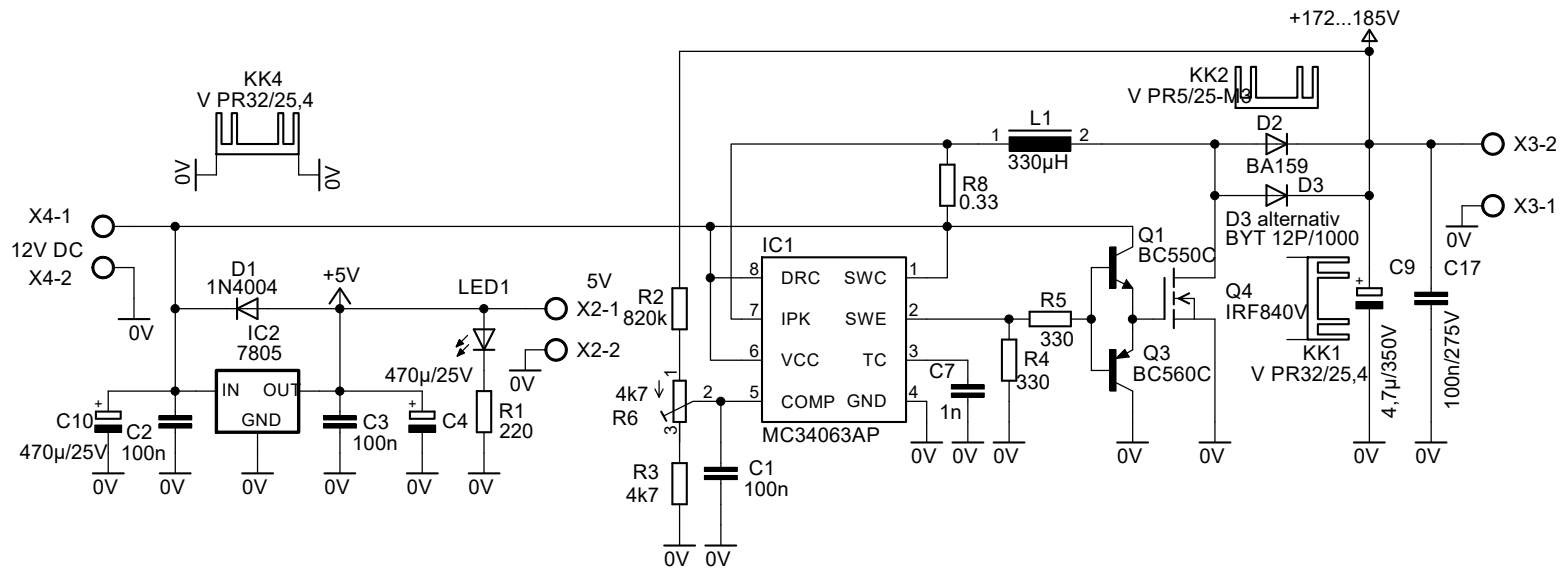 +172...185V
KK4
V PR32/25,4
0V
0V
KK2
V PR5/25-M3
L1
1
2
330µH
D2
BA159
X3-2
R8
0.33
D3
X3-1
0V
D3 alternativ
BYT 12P/1000
X4-1
12V DC
X4-2
0V
D1
1N4004
+5V
LED1
5V
X2-1
X2-2
0V
IC2
7805
IN
OUT
GND
C10
470µ/25V
C2
100n
C3
100n
470µ/25V
C4
R1
220
+
+
0V
0V
0V
0V
0V
0V
R2
820k
4k7
R6
1
2
3
R3
4k7
C1
100n
0V
0V
IC1
8
DRC
SWC
1
7
IPK
SWE
2
6
VCC
TC
3
5
COMP
GND
4
MC34063AP
C7
1n
0V
0V
R5
330
R4
330
0V
Q1
BC550C
Q3
BC560C
0V
Q4
IRF840V
0V
KK1
V PR32/25,4
C9
+
4,7µ/350V
0V
C17
100n/275V
0V